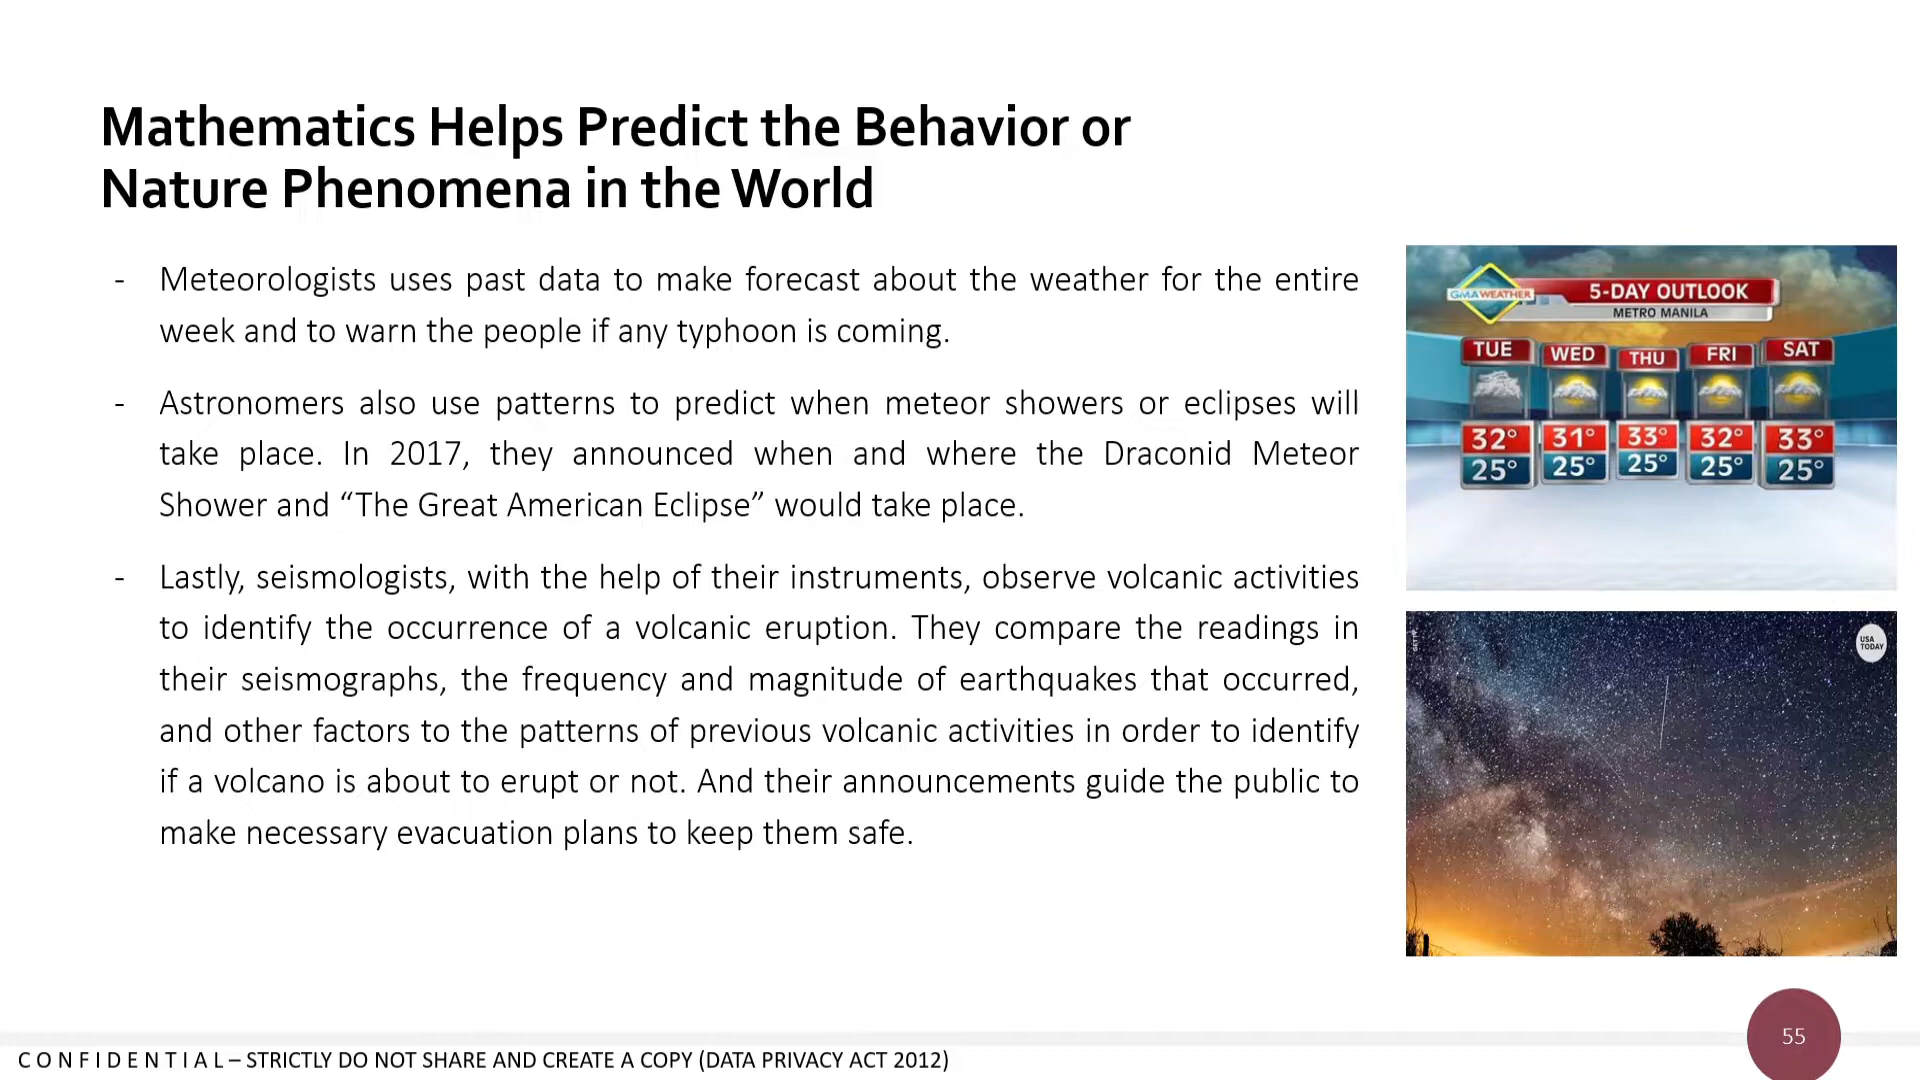 Mathematics Helps Predict the Behavior or
Nature Phenomena in the World
- Meteorologists uses past data to make forecast about the weather for the entire
week and to warn the people if any typhoon is coming.
- Astronomers also use patterns to predict when meteor showers or eclipses will
take place. In 2017, they announced when and where the Draconid Meteor
Shower and “The Great American Eclipse” would take place.
- Lastly, seismologists, with the help of their instruments, observe volcanic activities
to identify the occurrence of a volcanic eruption. They compare the readings in
their seismographs, the frequency and magnitude of earthquakes that occurred,
and other factors to the patterns of previous volcanic activities in order to identify
if a volcano is about to erupt or not. And their announcements guide the public to
make necessary evacuation plans to keep them safe.
GMA WEATHER
5-DAY OUTLOOK
METRO MANILA
TUE WED THU FRI SAT
32° 31° 33° 32° 33°
25° 25° 25° 25° 25°
USA
TODAY
55
CONFIDENTIAL – STRICTLY DO NOT SHARE AND CREATE A COPY (DATA PRIVACY ACT 2012)